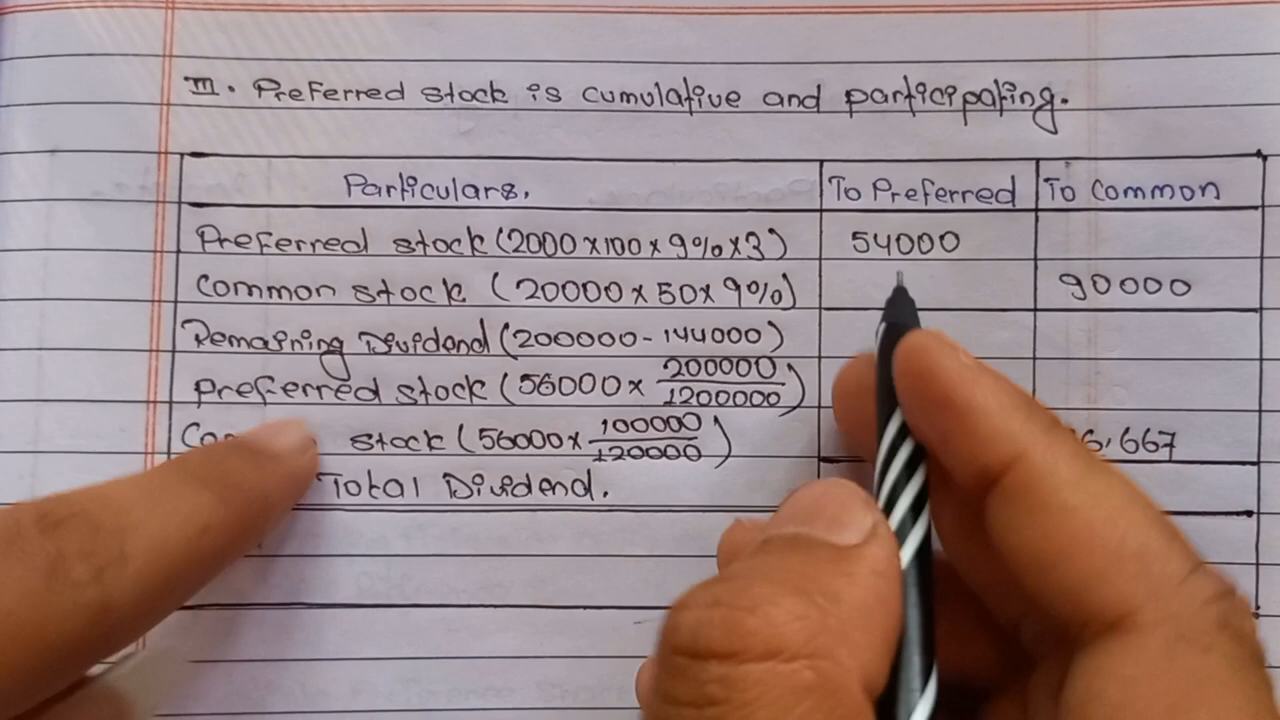 III. Preferred stock is cumulative and participating.
Particulars. To Preferred To Common
Preferred stock (2000 x 100 x 9% x 3) 54000
Common stock (20000 x 50 x 9%) 90000
Remaining Dividend (200000 - 144000)
Preferred stock (56000 x 200000/1200000)
stock (56000 x 100000/120000) 6,667
Total Dividend.